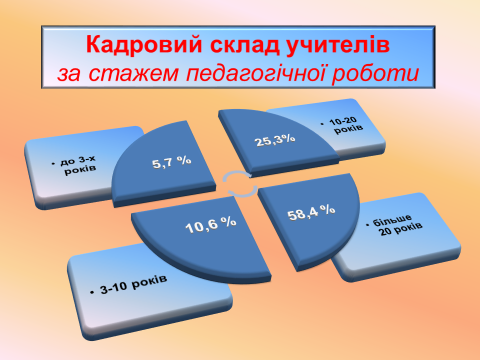 Кадровий склад учителів
за стажем педагогічної роботи
• до 3-х
років
5,7 %
25,3%
• 10-20
років
10,6 %
58,4 %
• 3-10 років
• більше
20 років